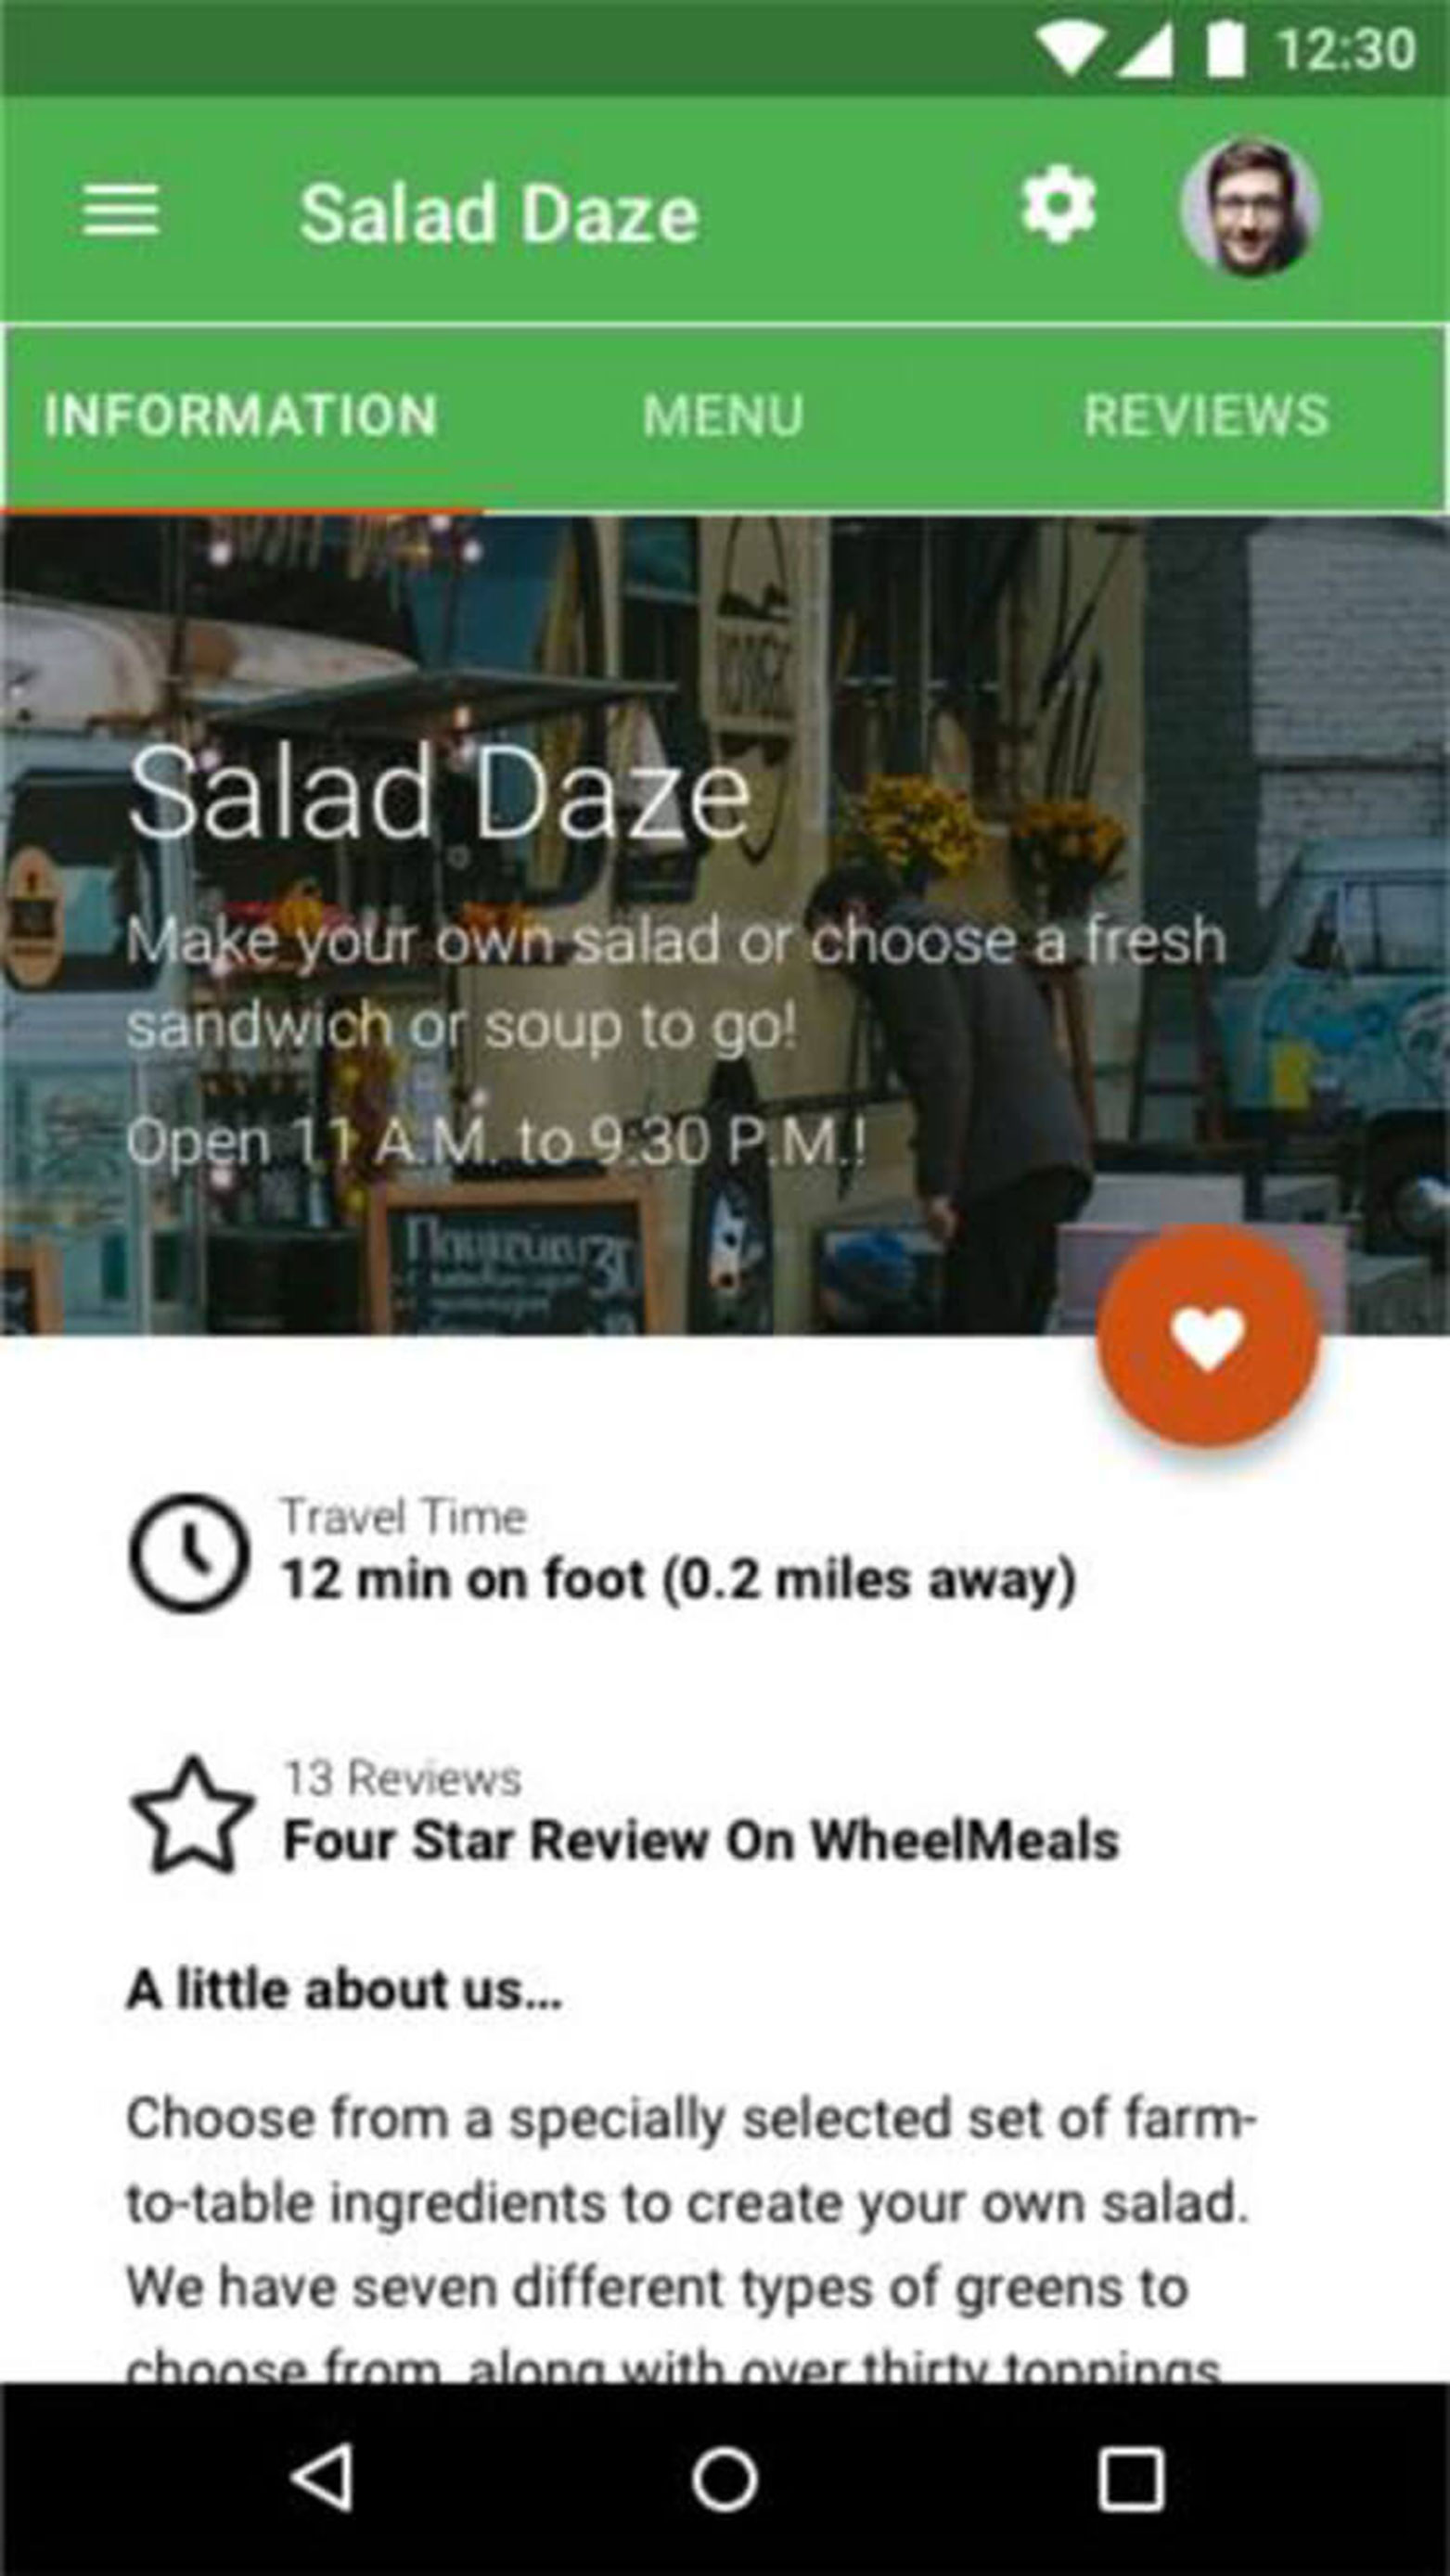 12:30
Salad Daze
INFORMATION MENU REVIEWS
Salad Daze
Make your own salad or choose a fresh
sandwich or soup to go!
Open 11 A.M. to 9:30 P.M.!
Travel Time
12 min on foot (0.2 miles away)
13 Reviews
Four Star Review On WheelMeals
A little about us...
Choose from a specially selected set of farm-
to-table ingredients to create your own salad.
We have seven different types of greens to
choose from, along with over thirty toppings